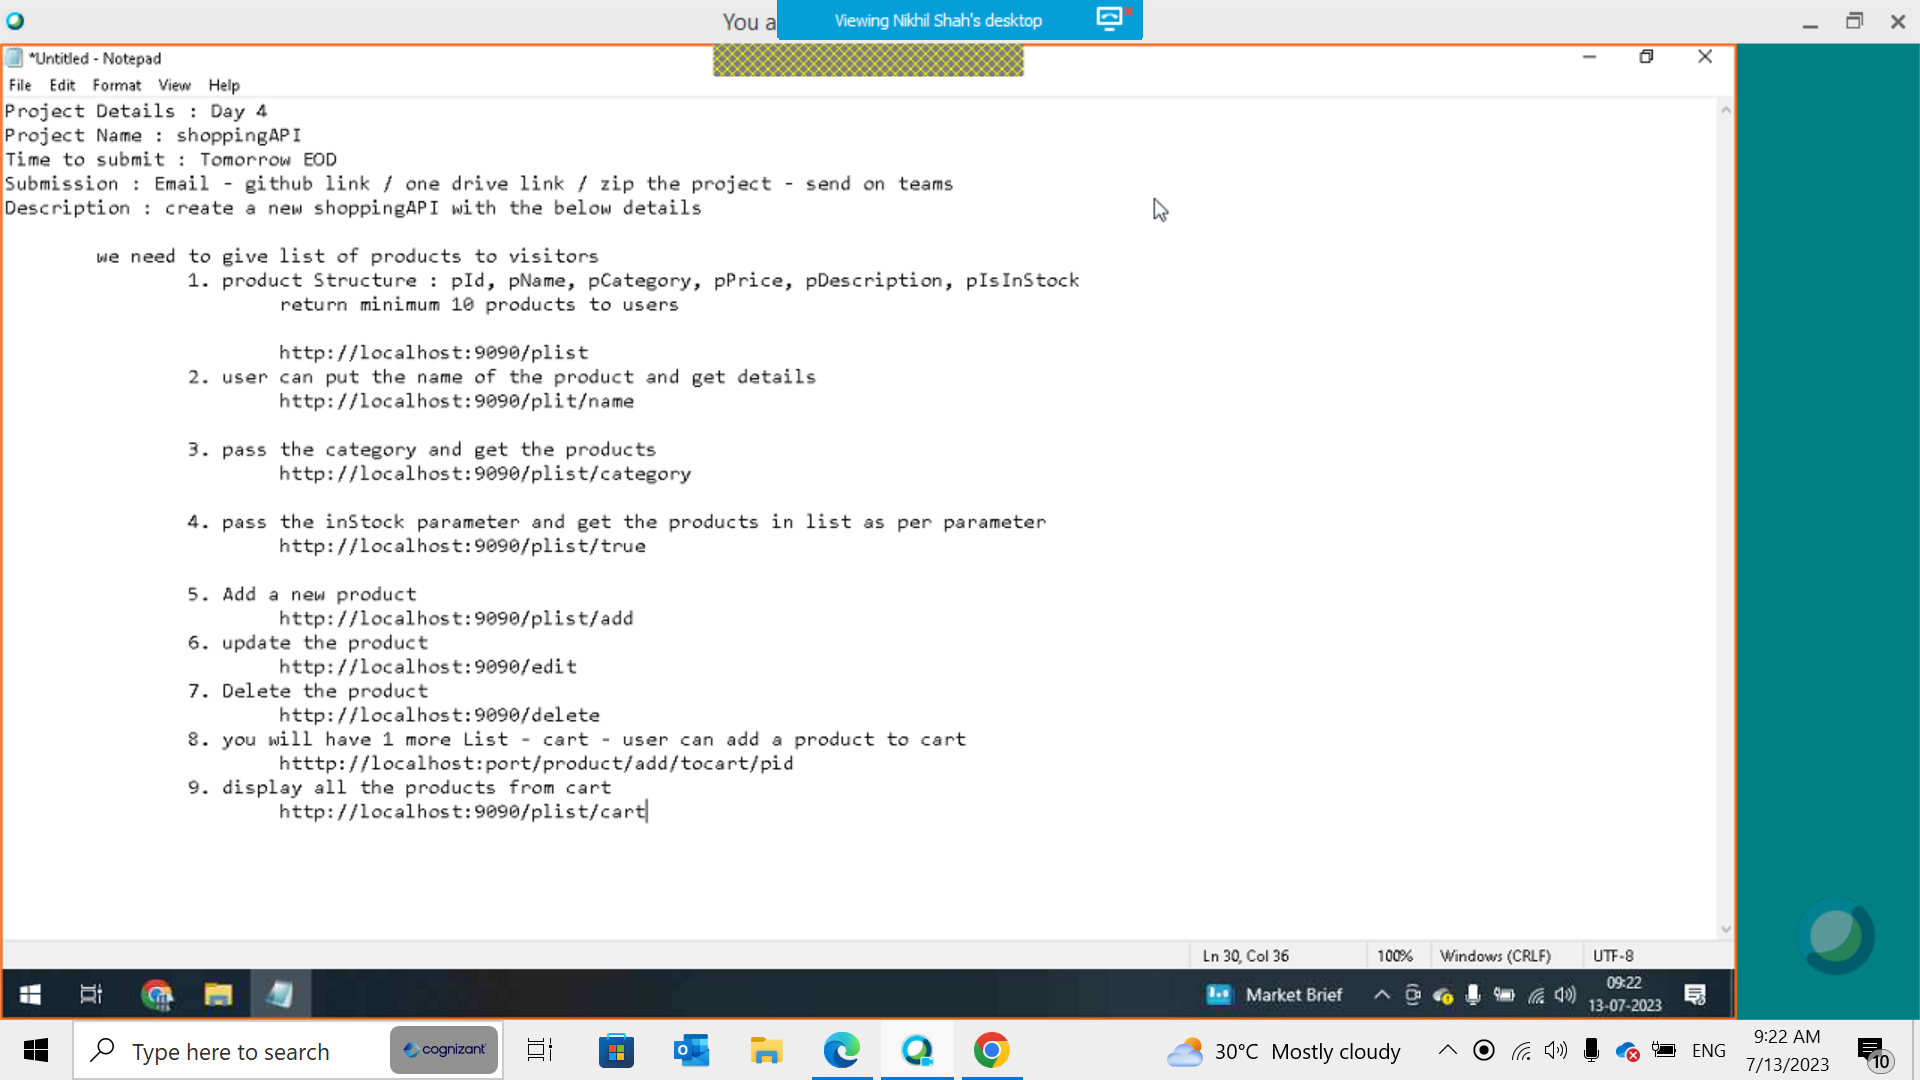 You a
Viewing Nikhil Shah's desktop
*Untitled - Notepad
File Edit Format View Help
Project Details : Day 4
Project Name : shoppingAPI
Time to submit : Tomorrow EOD
Submission : Email - github link / one drive link / zip the project - send on teams
Description : create a new shoppingAPI with the below details
we need to give list of products to visitors
1. product Structure : pId, pName, pCategory, pPrice, pDescription, pIsInStock
return minimum 10 products to users
http://localhost:9090/plist
2. user can put the name of the product and get details
http://localhost:9090/plit/name
3. pass the category and get the products
http://localhost:9090/plist/category
4. pass the inStock parameter and get the products in list as per parameter
http://localhost:9090/plist/true
5. Add a new product
http://localhost:9090/plist/add
6. update the product
http://localhost:9090/edit
7. Delete the product
http://localhost:9090/delete
8. you will have 1 more List - cart - user can add a product to cart
htttp://localhost:port/product/add/tocart/pid
9. display all the products from cart
http://localhost:9090/plist/cart
Ln 30, Col 36 100% Windows (CRLF) UTF-8
Market Brief
09:22
13-07-2023
Type here to search
cognizant
30°C Mostly cloudy
ENG
9:22 AM
7/13/2023
10